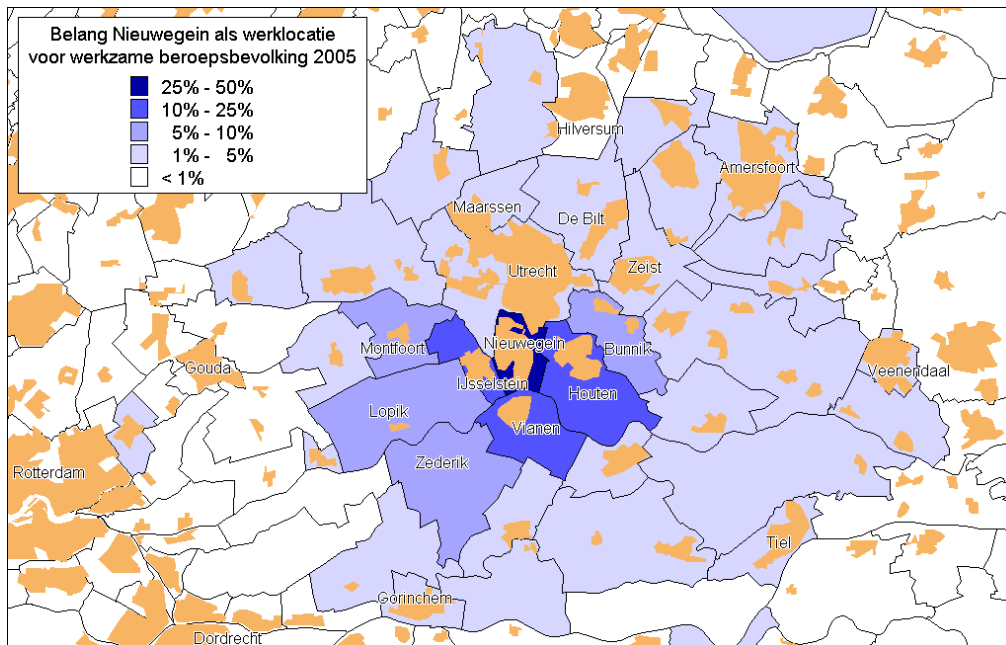 Belang Nieuwegein als werklocatie
voor werkzame beroepsbevolking 2005
25% - 50%
10% - 25%
5% - 10%
1% - 5%
< 1%
Hilversum
Amersfoort
Maarssen
De Bilt
Utrecht
Zeist
Nieuwegein
Montfoort
Bunnik
Gouda
Veenendaal
IJsselstein
Houten
Lopik
Vianen
Zederik
Rotterdam
Tiel
Gorinchem
Dordrecht